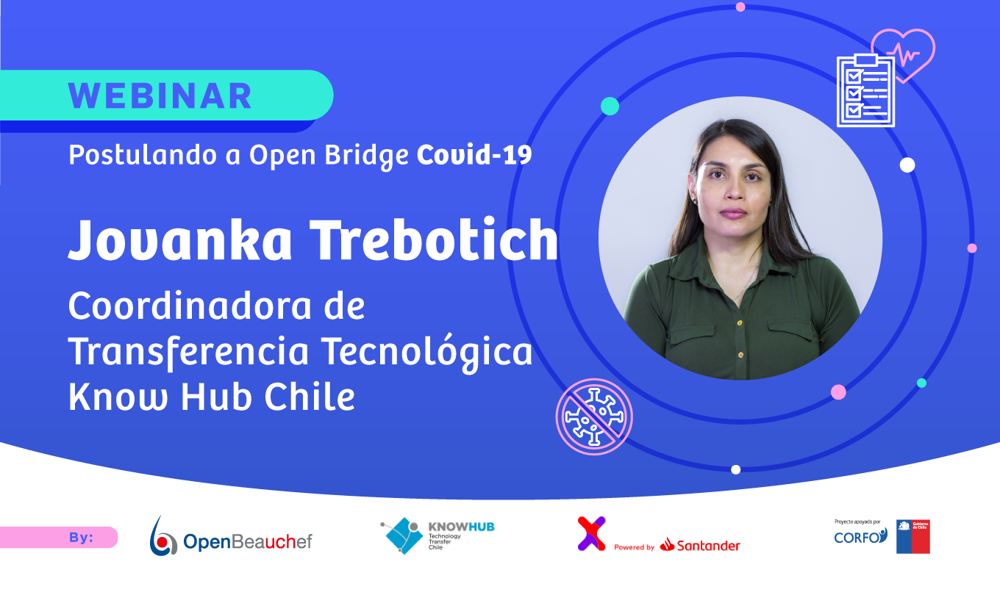 WEBINAR
Postulando a Open Bridge Covid-19
Jovanka Trebotich
Coordinadora de
Transferencia Tecnológica
Know Hub Chile
By:
OpenBeauchef
KNOWHUB
Technology
Transfer
Chile
Powered by Santander
Proyecto apoyado por
CORFO
Gobierno
de Chile